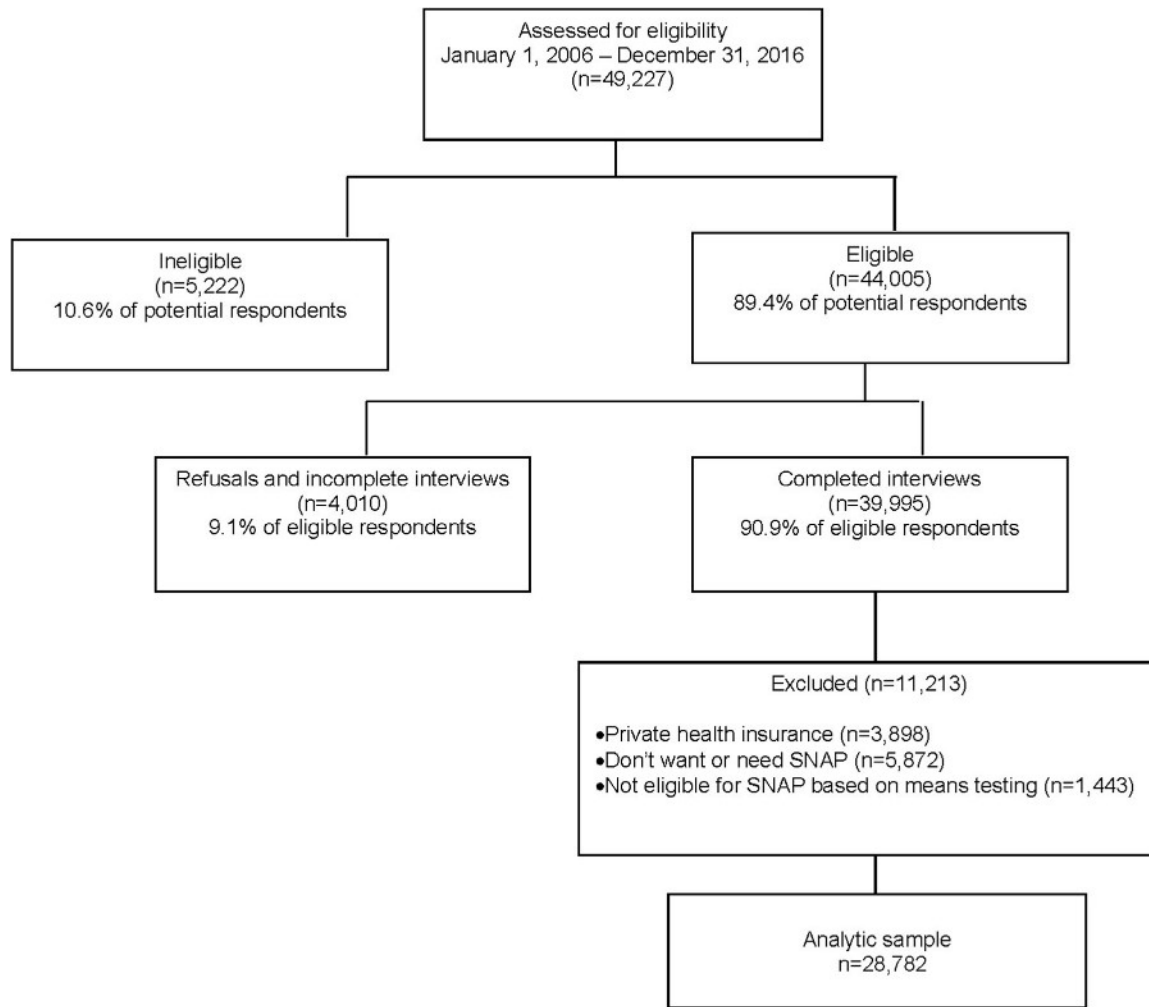 Assessed for eligibility
January 1, 2006 – December 31, 2016
(n=49,227)
Ineligible
(n=5,222)
10.6% of potential respondents
Eligible
(n=44,005)
89.4% of potential respondents
Refusals and incomplete interviews
(n=4,010)
9.1% of eligible respondents
Completed interviews
(n=39,995)
90.9% of eligible respondents
Excluded (n=11,213)
•Private health insurance (n=3,898)
•Don’t want or need SNAP (n=5,872)
•Not eligible for SNAP based on means testing (n=1,443)
Analytic sample
n=28,782